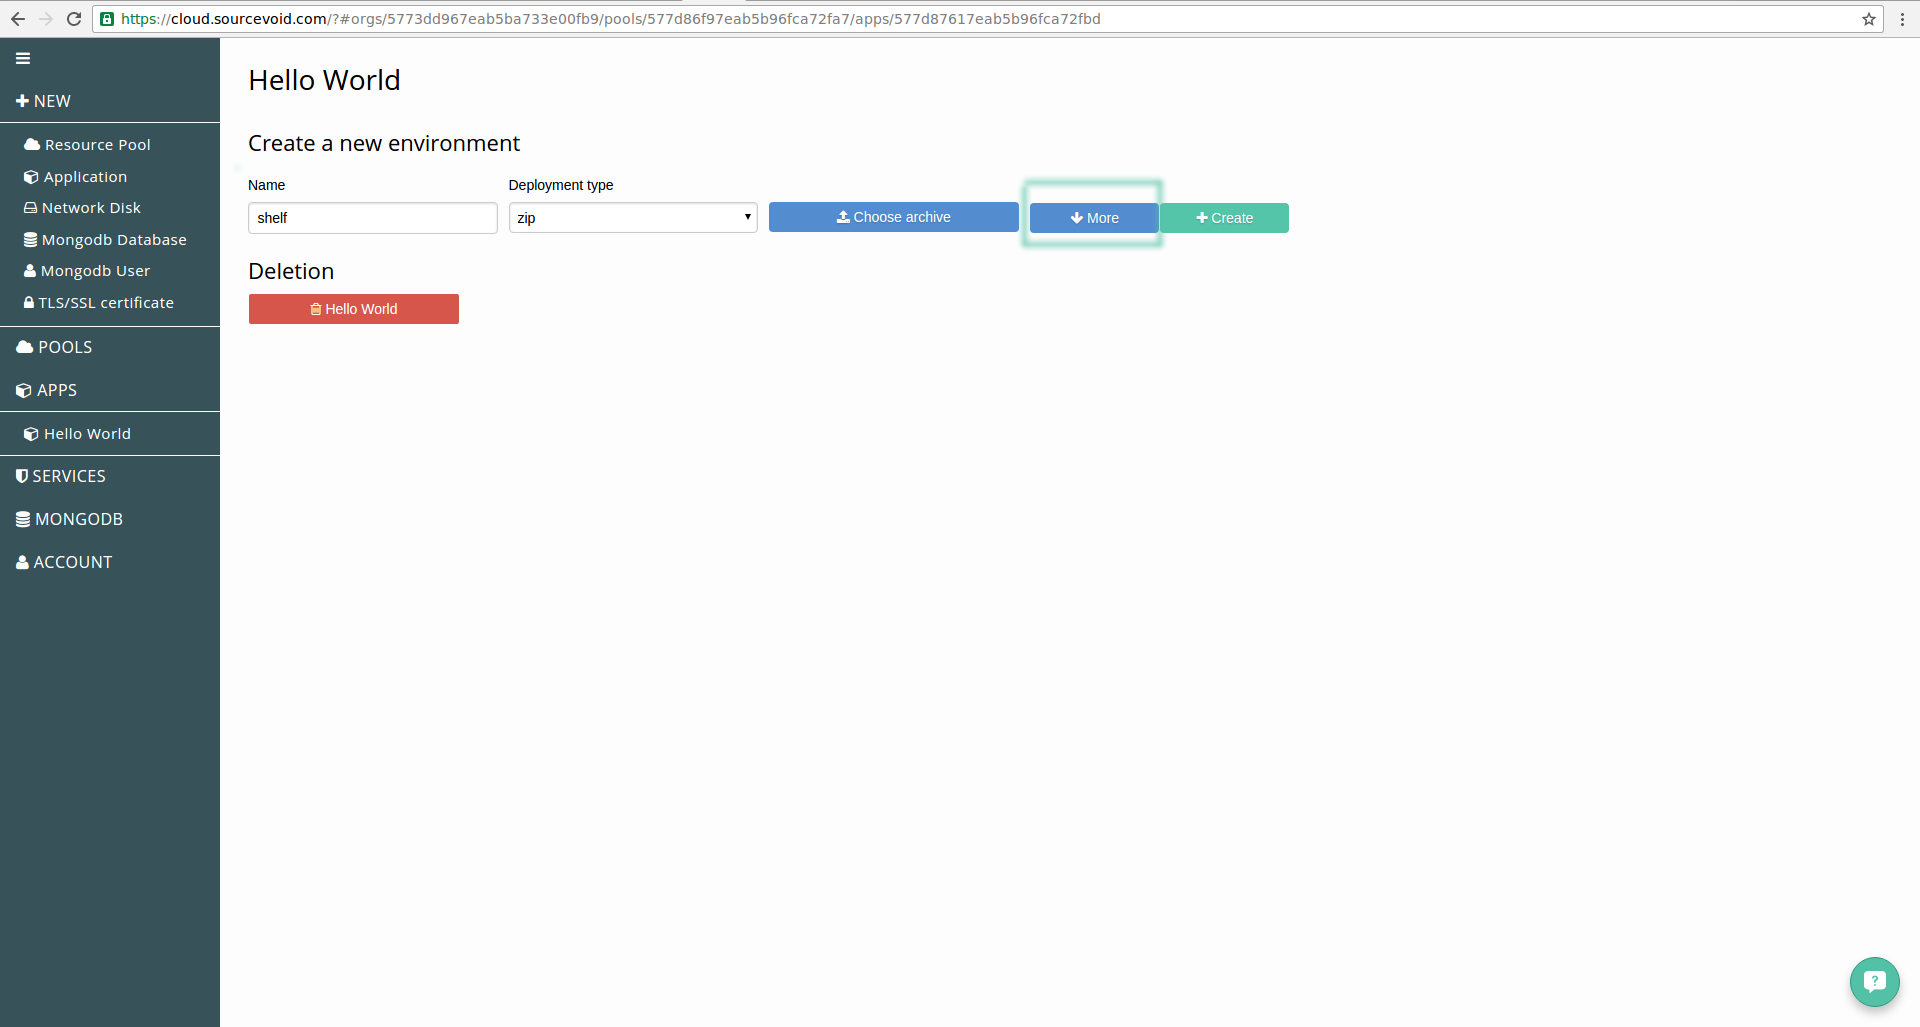 https://cloud.sourcevoid.com/?#orgs/5773dd967eab5ba733e00fb9/pools/577d86f97eab5b96fca72fa7/apps/577d87617eab5b96fca72fbd
NEW
Resource Pool
Application
Network Disk
Mongodb Database
Mongodb User
TLS/SSL certificate
POOLS
APPS
Hello World
SERVICES
MONGODB
ACCOUNT
Hello World
Create a new environment
Name Deployment type
shelf zip Choose archive More Create
Deletion
Hello World
?